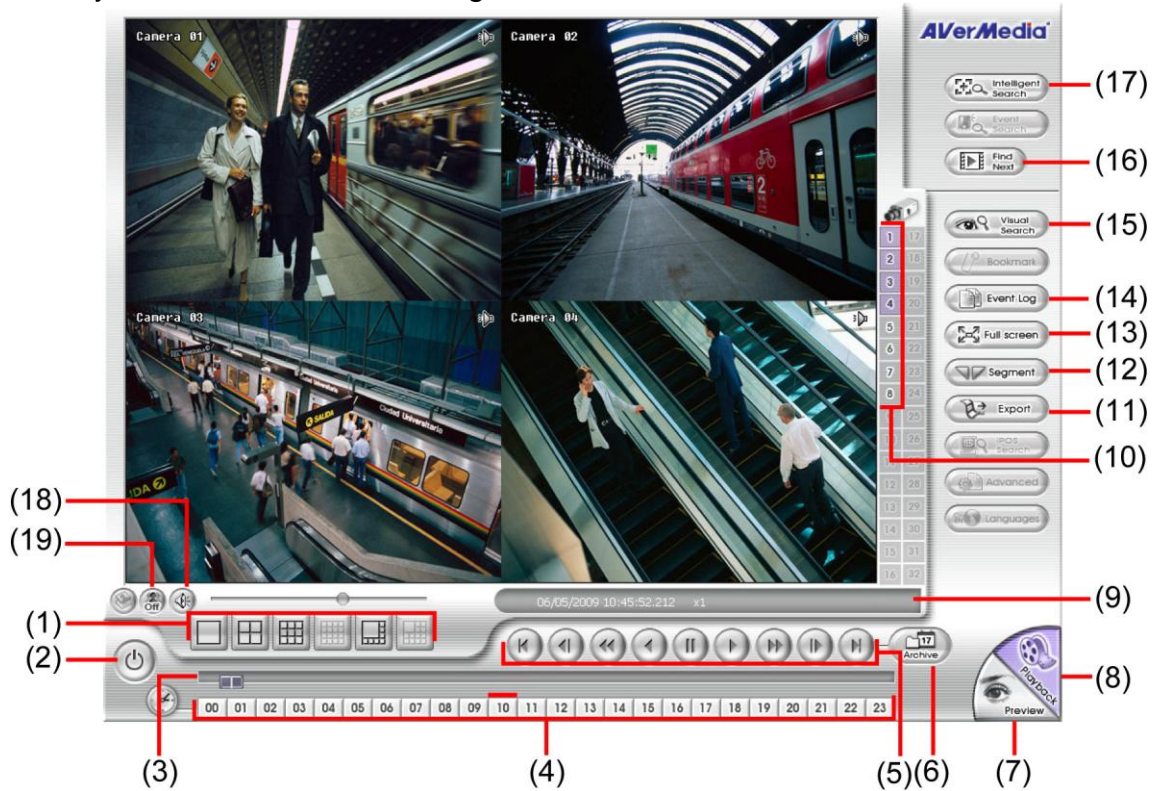 AVerMedia
Camera 01
Camera 02
(17)
Intelligent
Search
Event
Search
(16)
Find
Next
(15)
Visual
Search
Bookmark
(14)
Event Log
(13)
Full screen
(12)
Segment
(11)
Export
(10)
iPOS
Search
Advanced
Languages
1 17
2 18
3 19
4 20
5 21
6 22
7 23
8 24
25
26
12 28
13 29
15 31
16 32
2
Camera 03
Camera 04
Ciudad Universitario
SALIDA
(18)
(19)
Off
06/05/2009 10:45:52.212 x1
(9)
(1)
(2)
17
Archive
Playback
Preview
(8)
00 01 02 03 04 05 06 07 08 09 10 11 12 13 14 15 16 17 18 19 20 21 22 23
(3)
(4)
(5)
(6)
(7)